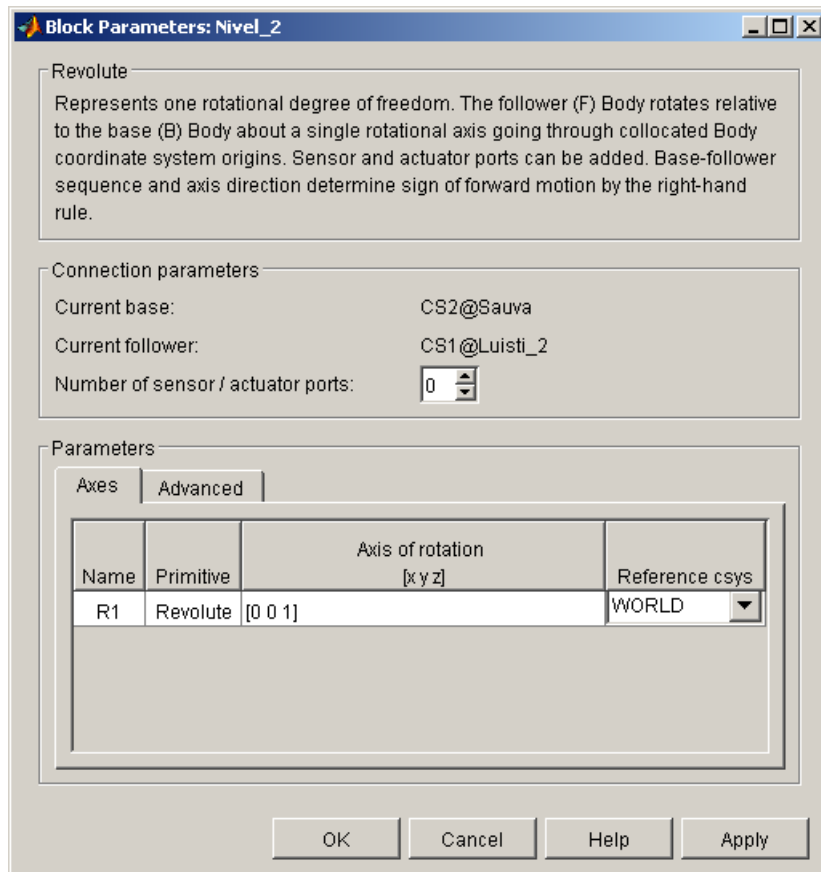 Block Parameters: Nivel_2
Revolute
Represents one rotational degree of freedom. The follower (F) Body rotates relative
to the base (B) Body about a single rotational axis going through collocated Body
coordinate system origins. Sensor and actuator ports can be added. Base-follower
sequence and axis direction determine sign of forward motion by the right-hand
rule.
Connection parameters
Current base: CS2@Sauva
Current follower: CS1@Luisti_2
Number of sensor / actuator ports: 0
Parameters
Axes Advanced
Axis of rotation
Name Primitive [x y z] Reference csys
R1 Revolute [0 0 1] WORLD
OK Cancel Help Apply